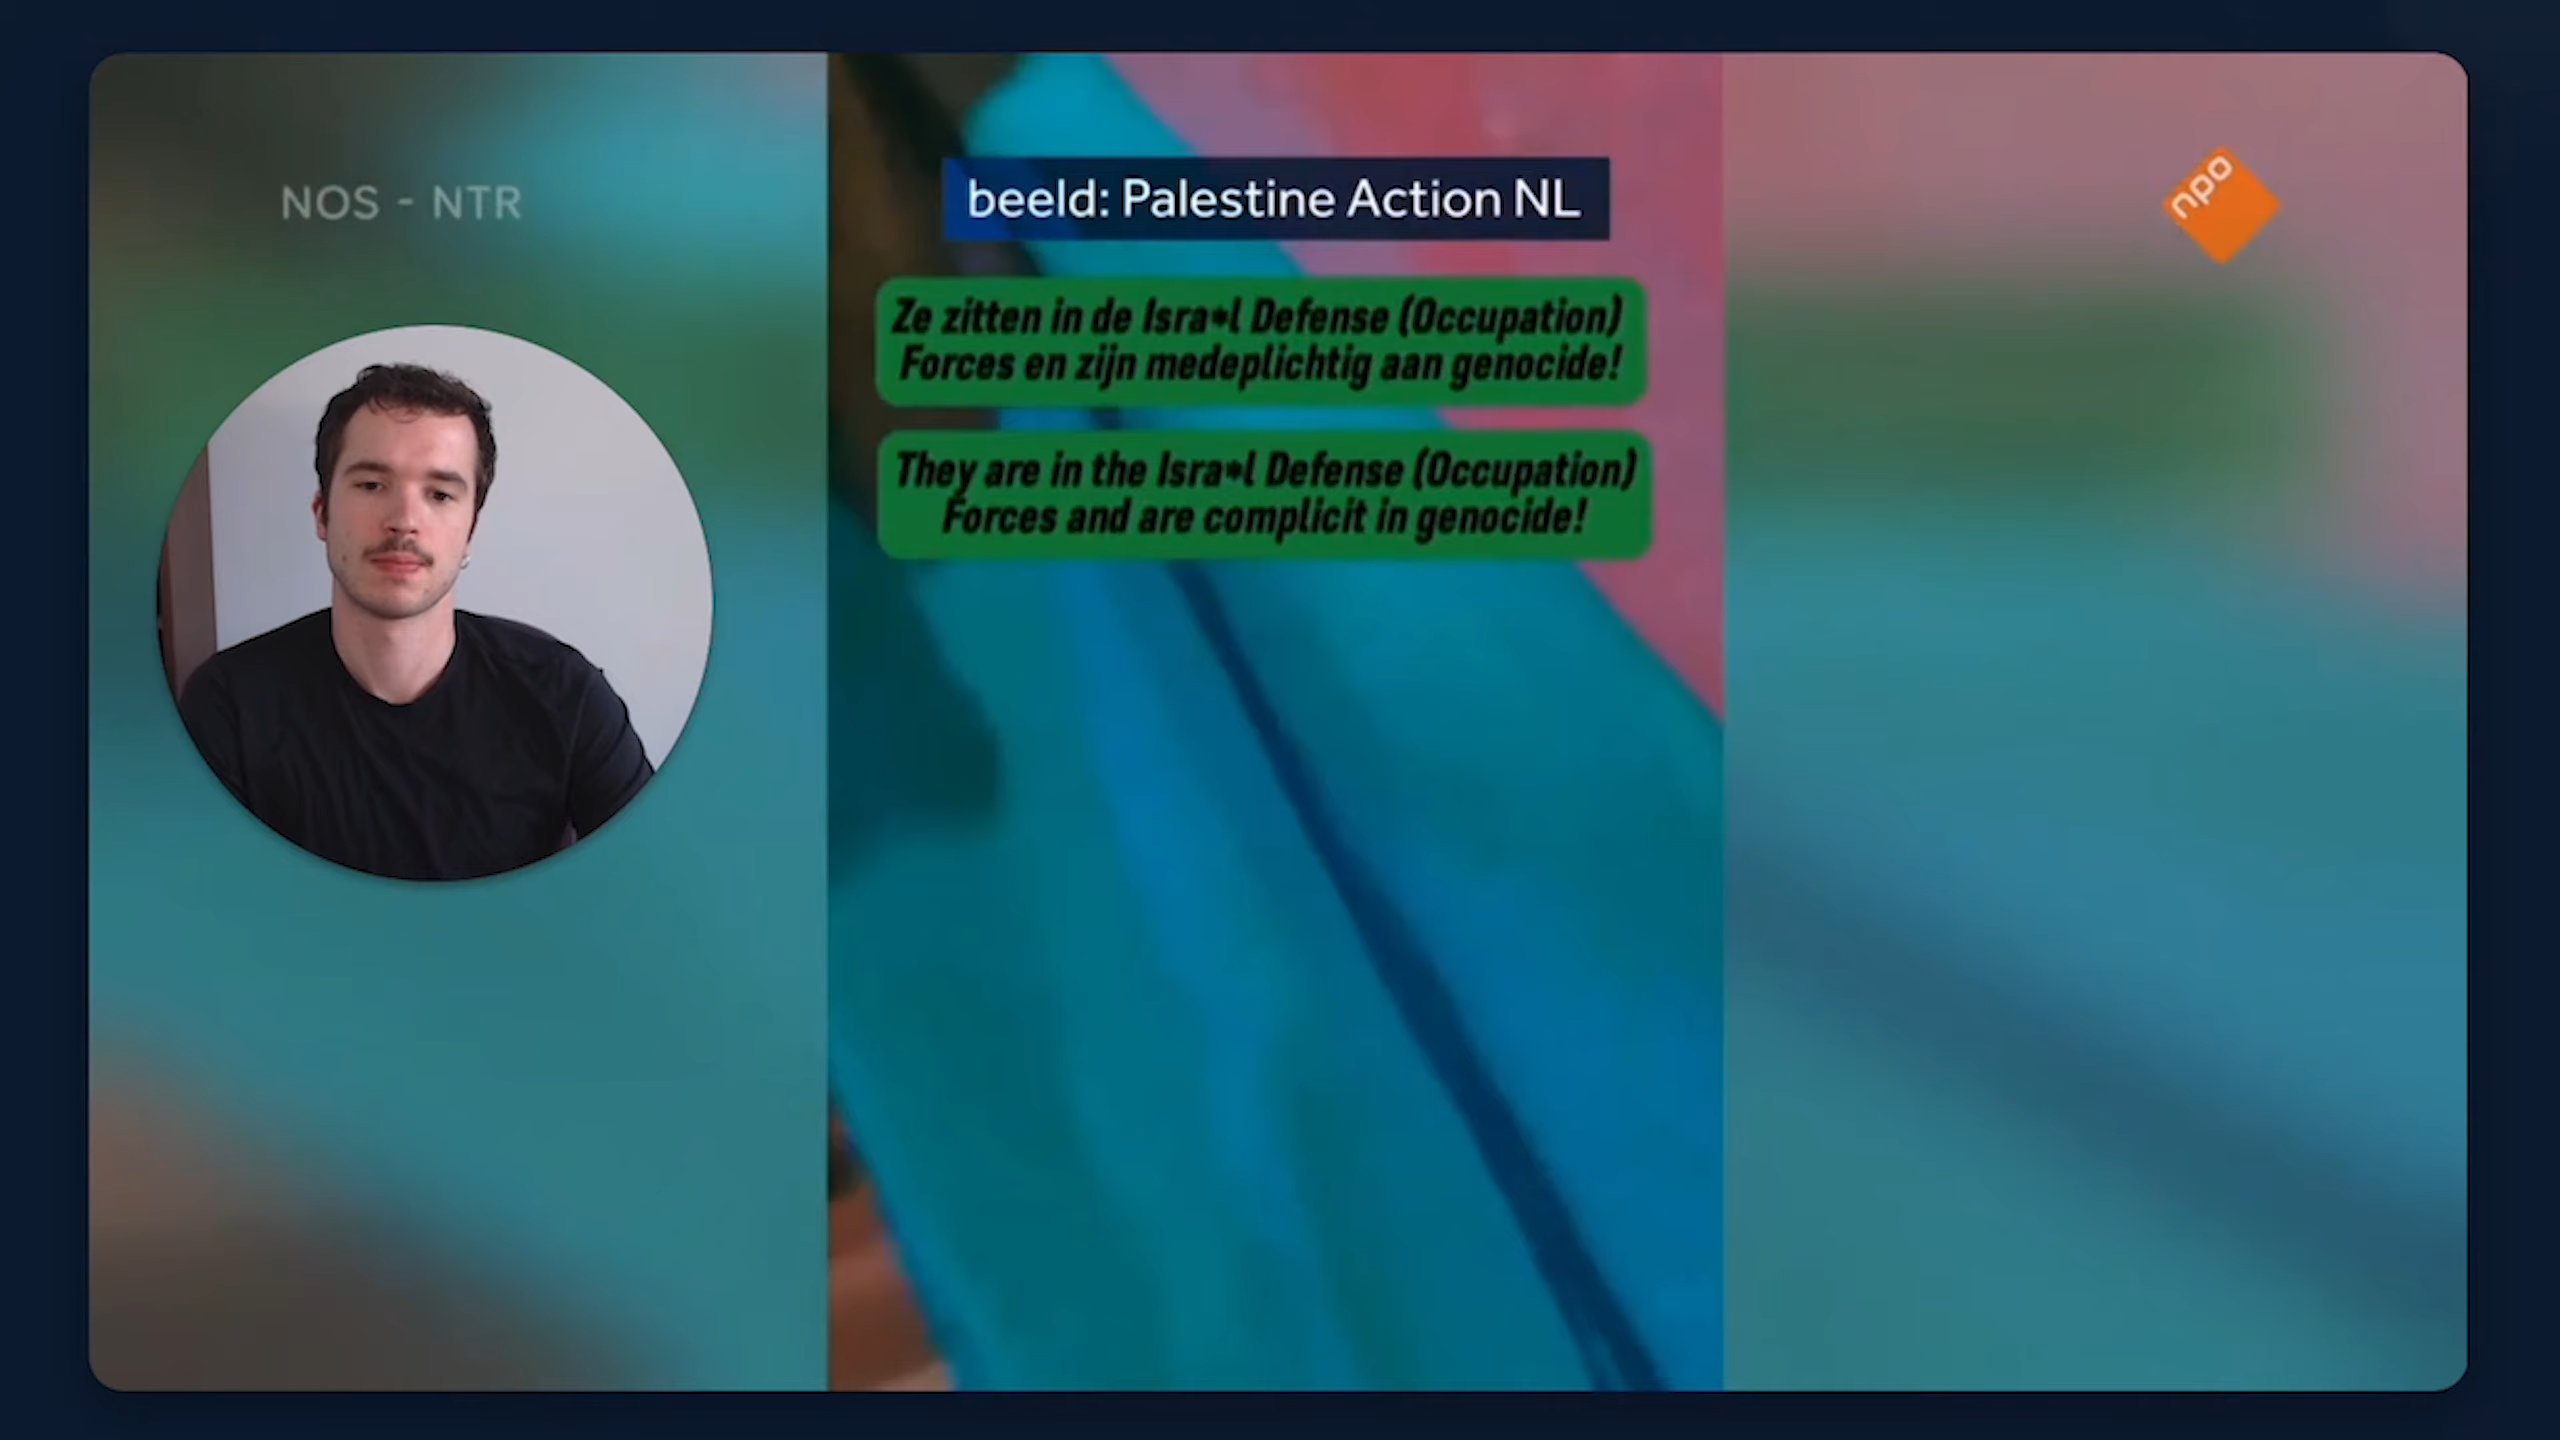 NOS - NTR
beeld: Palestine Action NL
npo
Ze zitten in de Isra*l Defense (Occupation)
Forces en zijn medeplichtig aan genocide!
They are in the Isra*l Defense (Occupation)
Forces and are complicit in genocide!